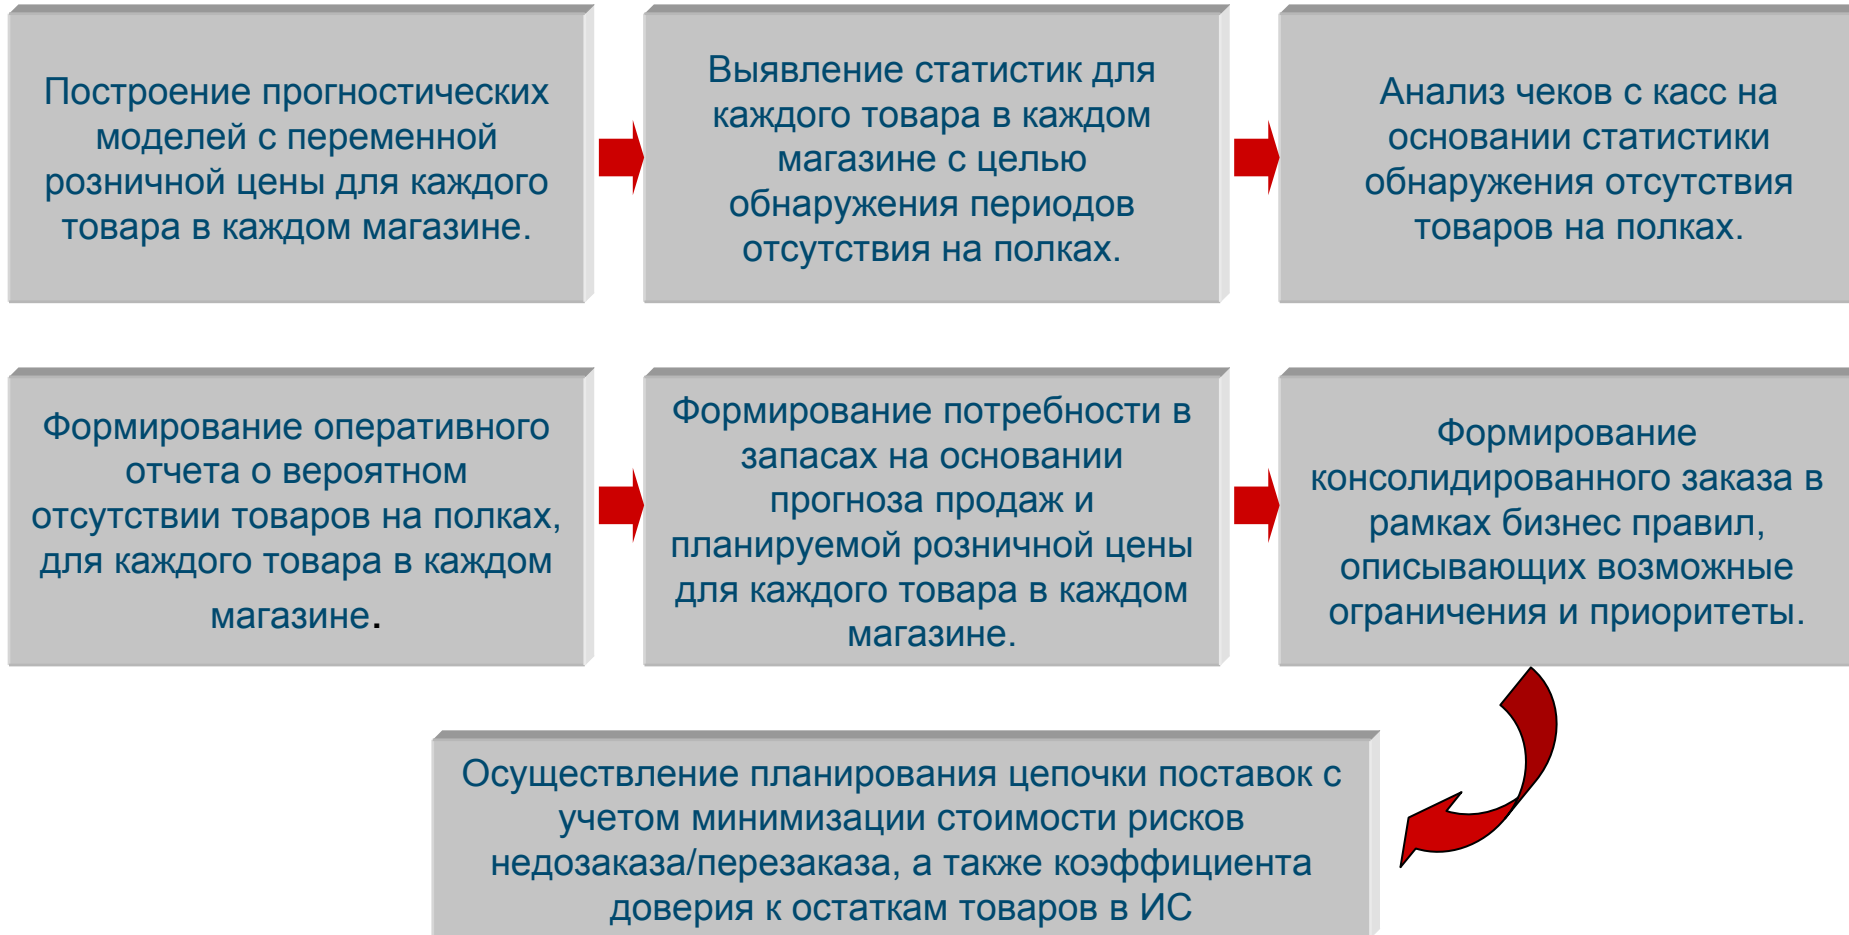 Построение прогностических
моделей с переменной
розничной цены для каждого
товара в каждом магазине.
Выявление статистик для
каждого товара в каждом
магазине с целью
обнаружения периодов
отсутствия на полках.
Анализ чеков с касс на
основании статистики
обнаружения отсутствия
товаров на полках.
Формирование оперативного
отчета о вероятном
отсутствии товаров на полках,
для каждого товара в каждом
магазине.
Формирование потребности в
запасах на основании
прогноза продаж и
планируемой розничной цены
для каждого товара в каждом
магазине.
Формирование
консолидированного заказа в
рамках бизнес правил,
описывающих возможные
ограничения и приоритеты.
Осуществление планирования цепочки поставок с
учетом минимизации стоимости рисков
недозаказа/перезаказа, а также коэффициента
доверия к остаткам товаров в ИС